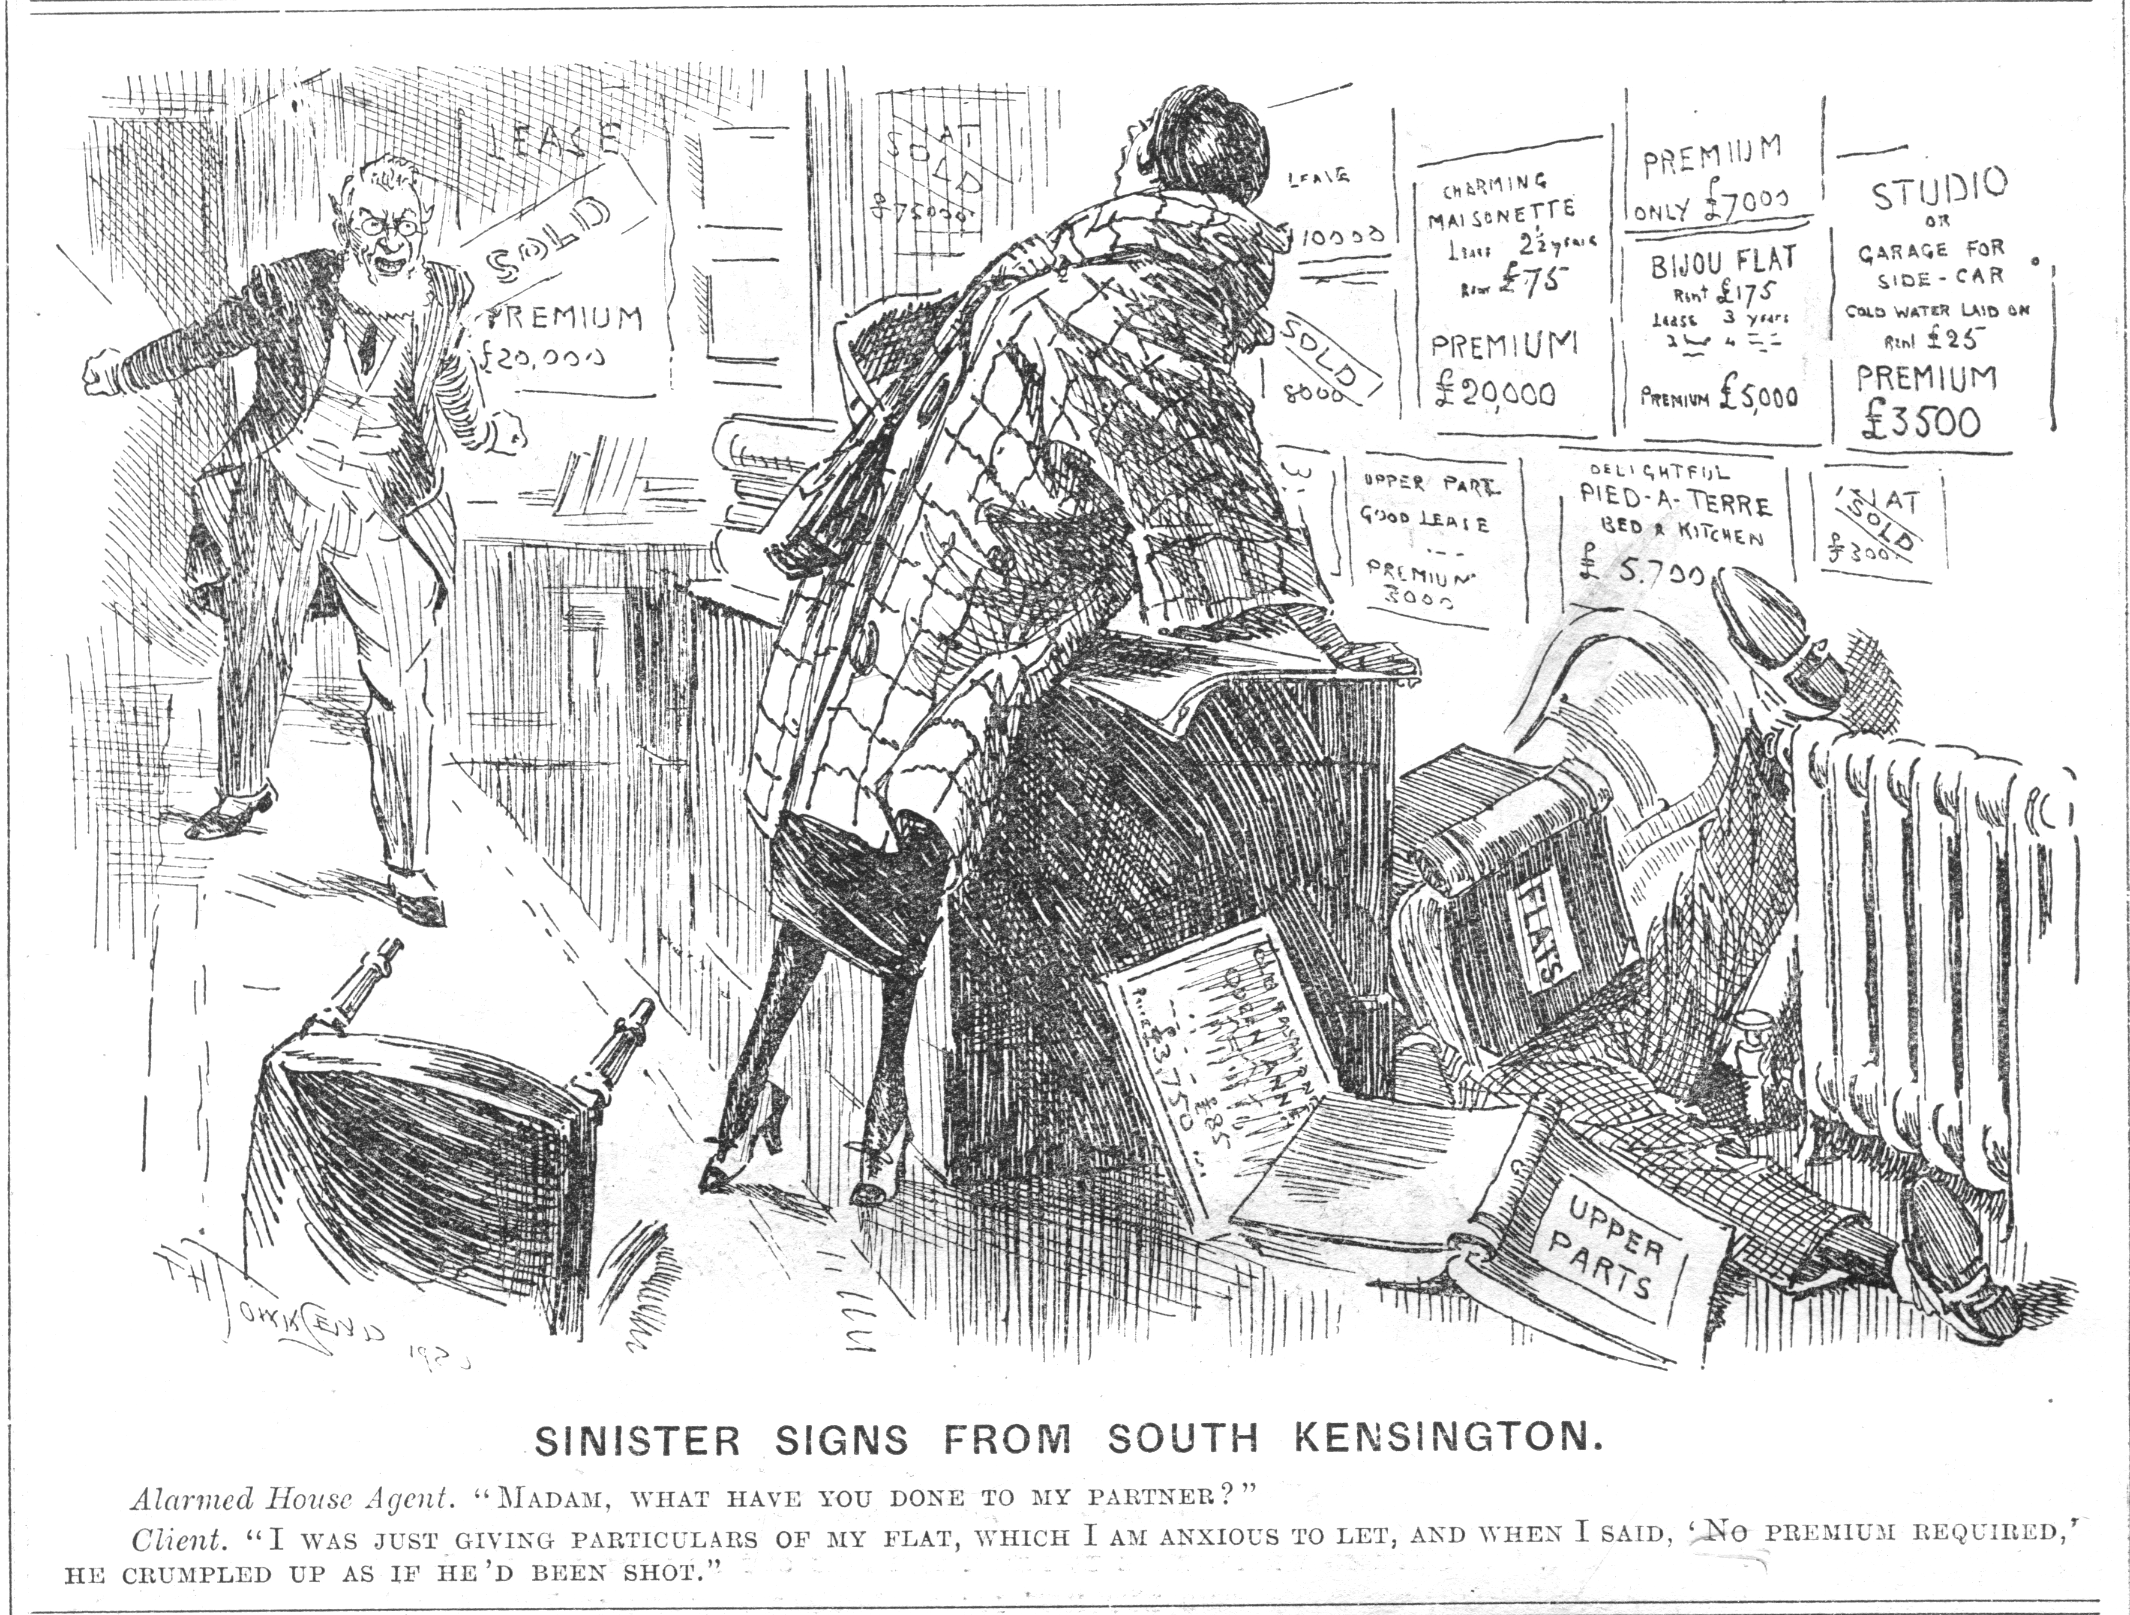 LEASE
SOLD
PREMIUM
£20,000
SOLD
£75000
LEASE
10000
SOLD
8000
CHARMING
MAISONETTE
Lease 2½ years
Rent £75
PREMIUM
£20,000
PREMIUM
ONLY £7000
BIJOU FLAT
Rent £175
Lease 3 years
PREMIUM £5,000
STUDIO
OR
GARAGE FOR
SIDE-CAR
COLD WATER LAID ON
Rent £25
PREMIUM
£3500
UPPER PART
GOOD LEASE
PREMIUM
3000
DELIGHTFUL
PIED-A-TERRE
BED & KITCHEN
£5.700
SOLD
£300
FLATS
QUEEN ANNE
£85
£3,750
UPPER
PARTS
SINISTER SIGNS FROM SOUTH KENSINGTON.
Alarmed House Agent. "MADAM, WHAT HAVE YOU DONE TO MY PARTNER?"
Client. "I WAS JUST GIVING PARTICULARS OF MY FLAT, WHICH I AM ANXIOUS TO LET, AND WHEN I SAID, 'NO PREMIUM REQUIRED,'
HE CRUMPLED UP AS IF HE'D BEEN SHOT."